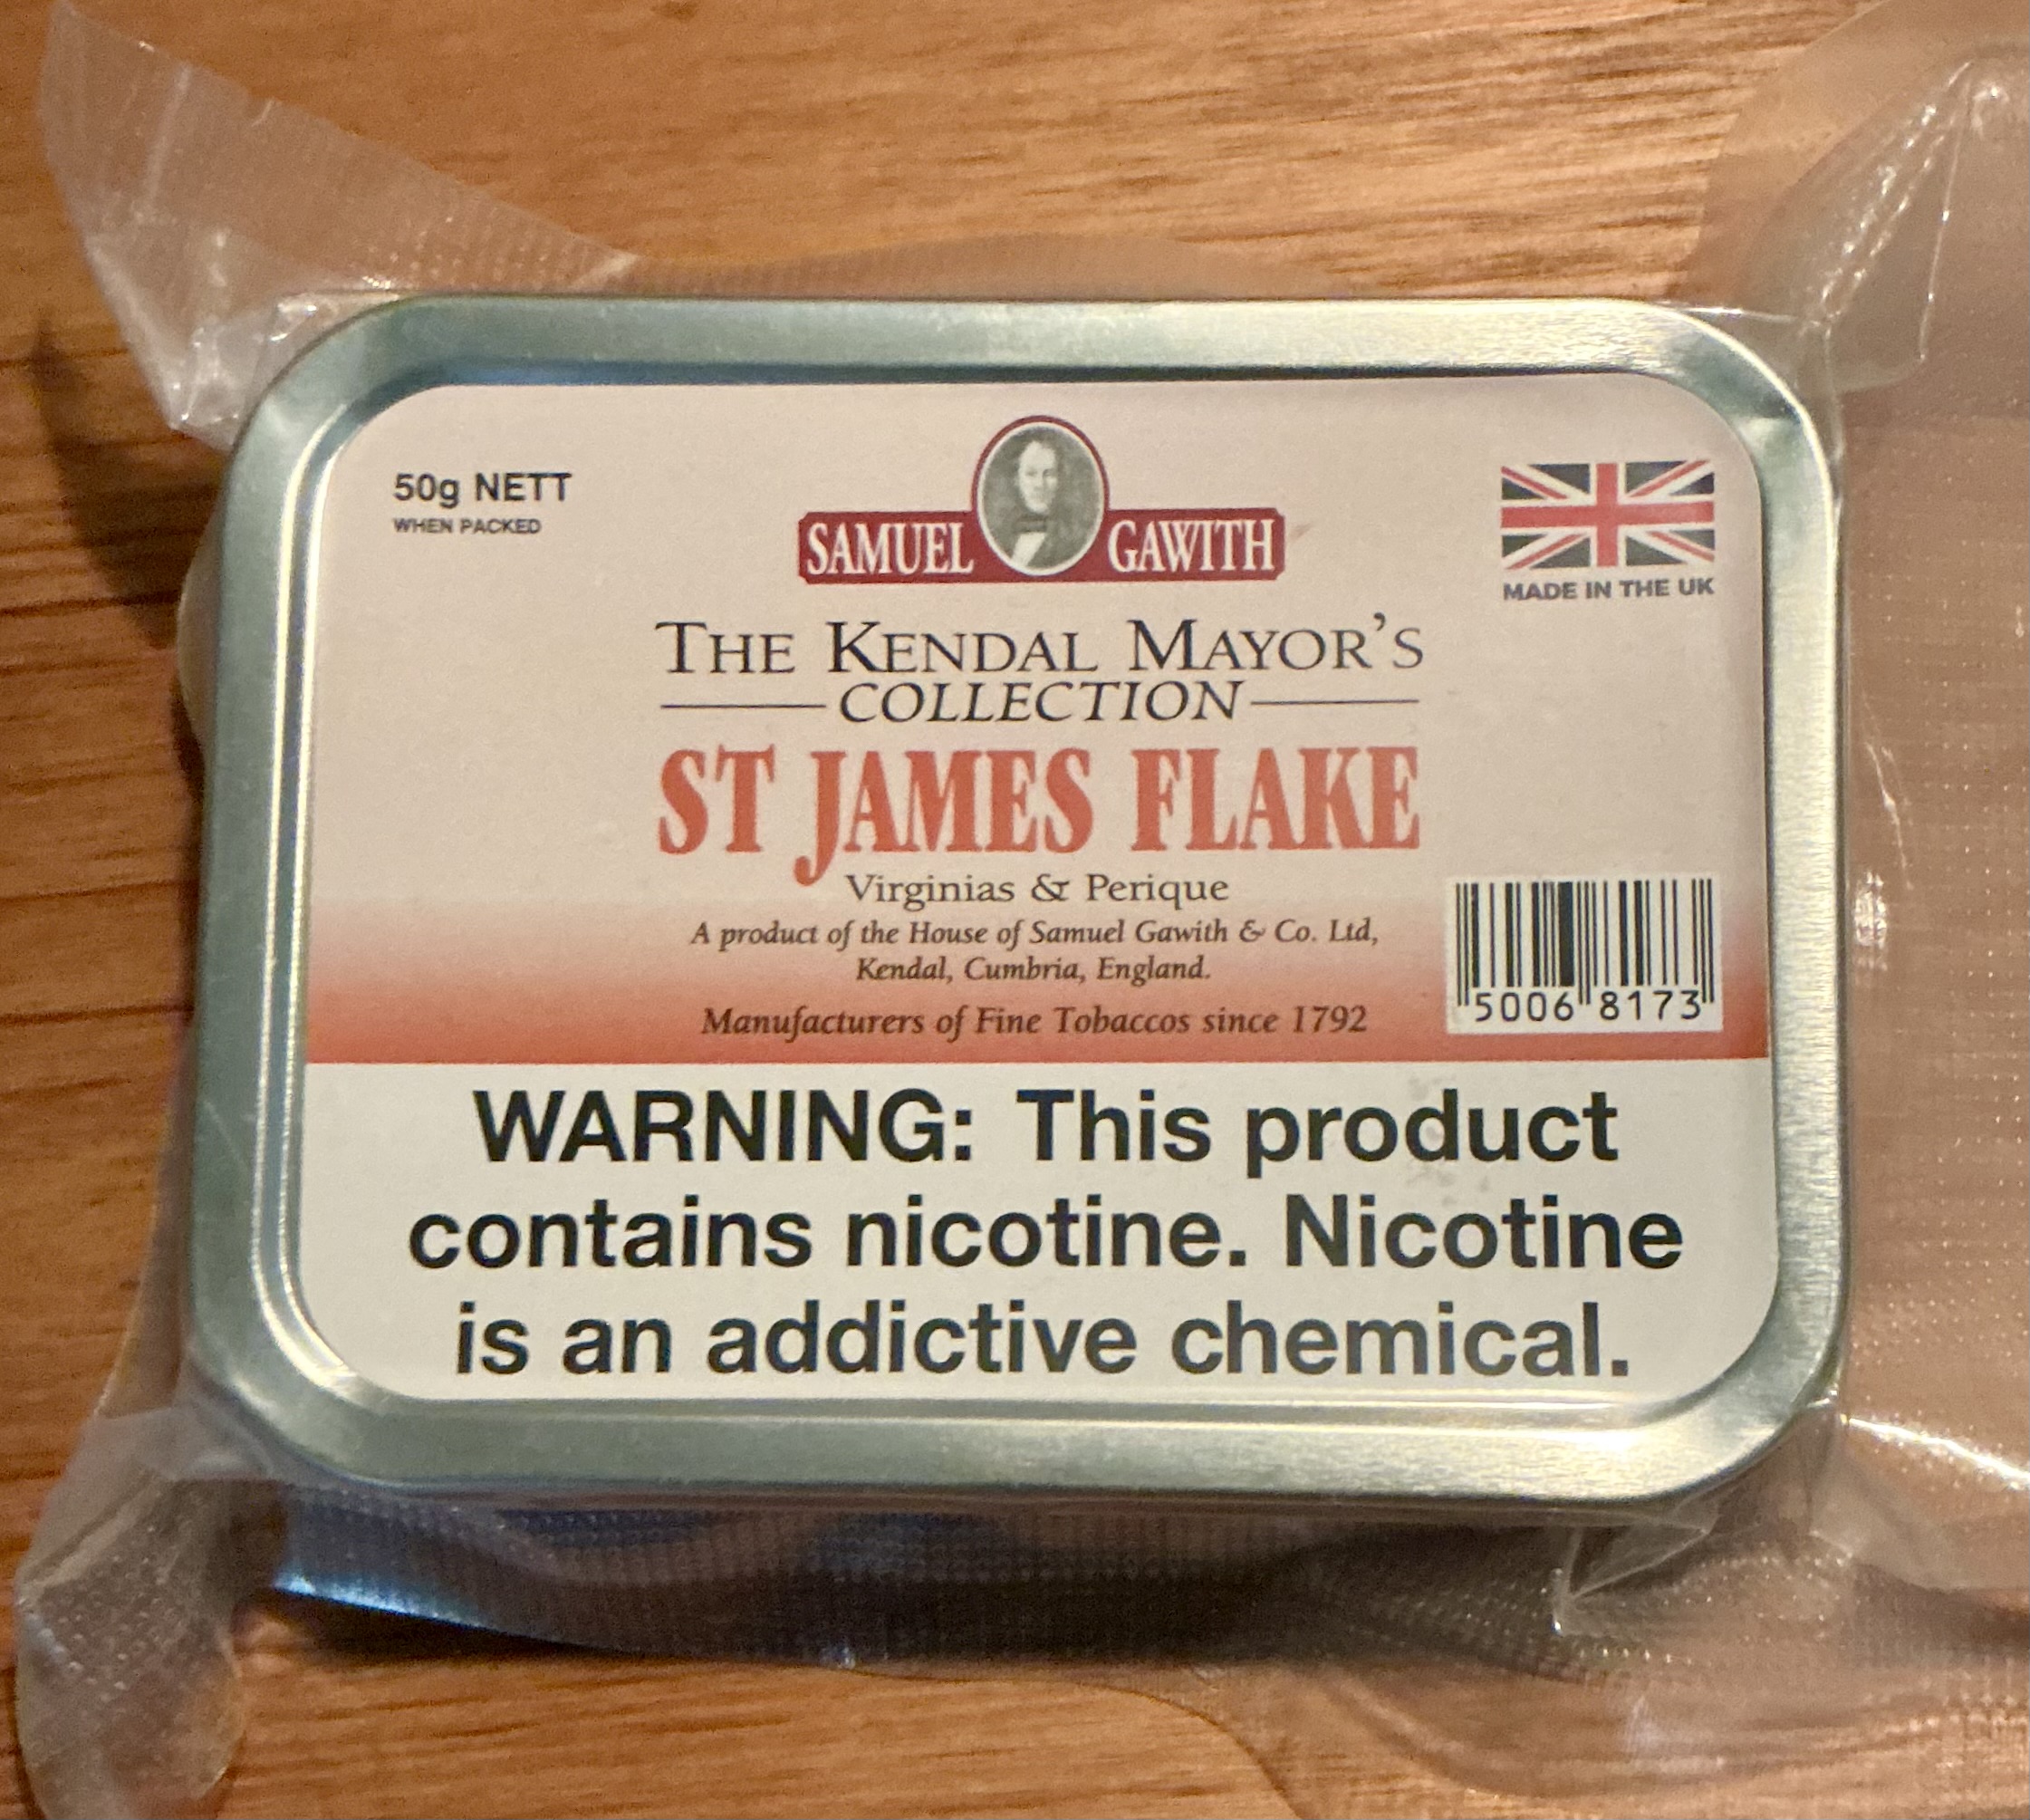 50g NETT
WHEN PACKED
SAMUEL GAWITH
MADE IN THE UK
THE KENDAL MAYOR'S
COLLECTION
ST JAMES FLAKE
Virginias & Perique
A product of the House of Samuel Gawith & Co. Ltd,
Kendal, Cumbria, England.
Manufacturers of Fine Tobaccos since 1792
5006 8173
WARNING: This product
contains nicotine. Nicotine
is an addictive chemical.